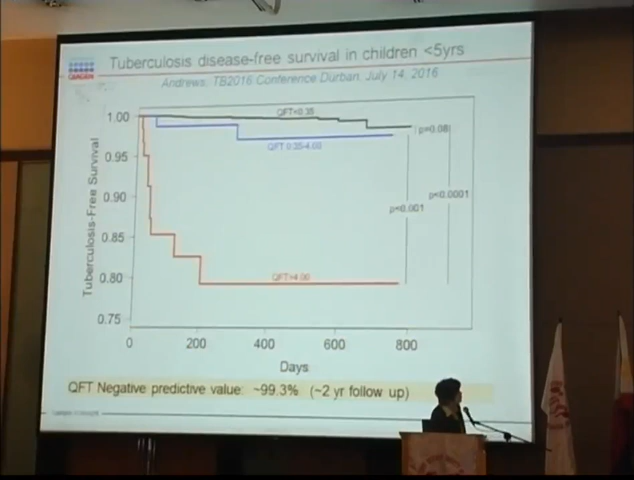 QIAGEN
Tuberculosis disease-free survival in children <5yrs
Andrews, TB2016 Conference Durban, July 14, 2016
Tuberculosis-Free Survival
1.00
0.95
0.90
0.85
0.80
0.75
QFT<0.35
QFT 0.35-4.00
QFT>4.00
p=0.08
p<0.001
p<0.0001
0
200
400
600
800
Days
QFT Negative predictive value: ~99.3% (~2 yr follow up)